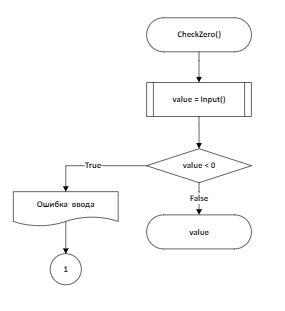 CheckZero()
value = Input()
value < 0
True
False
Ошибка ввода
value
1